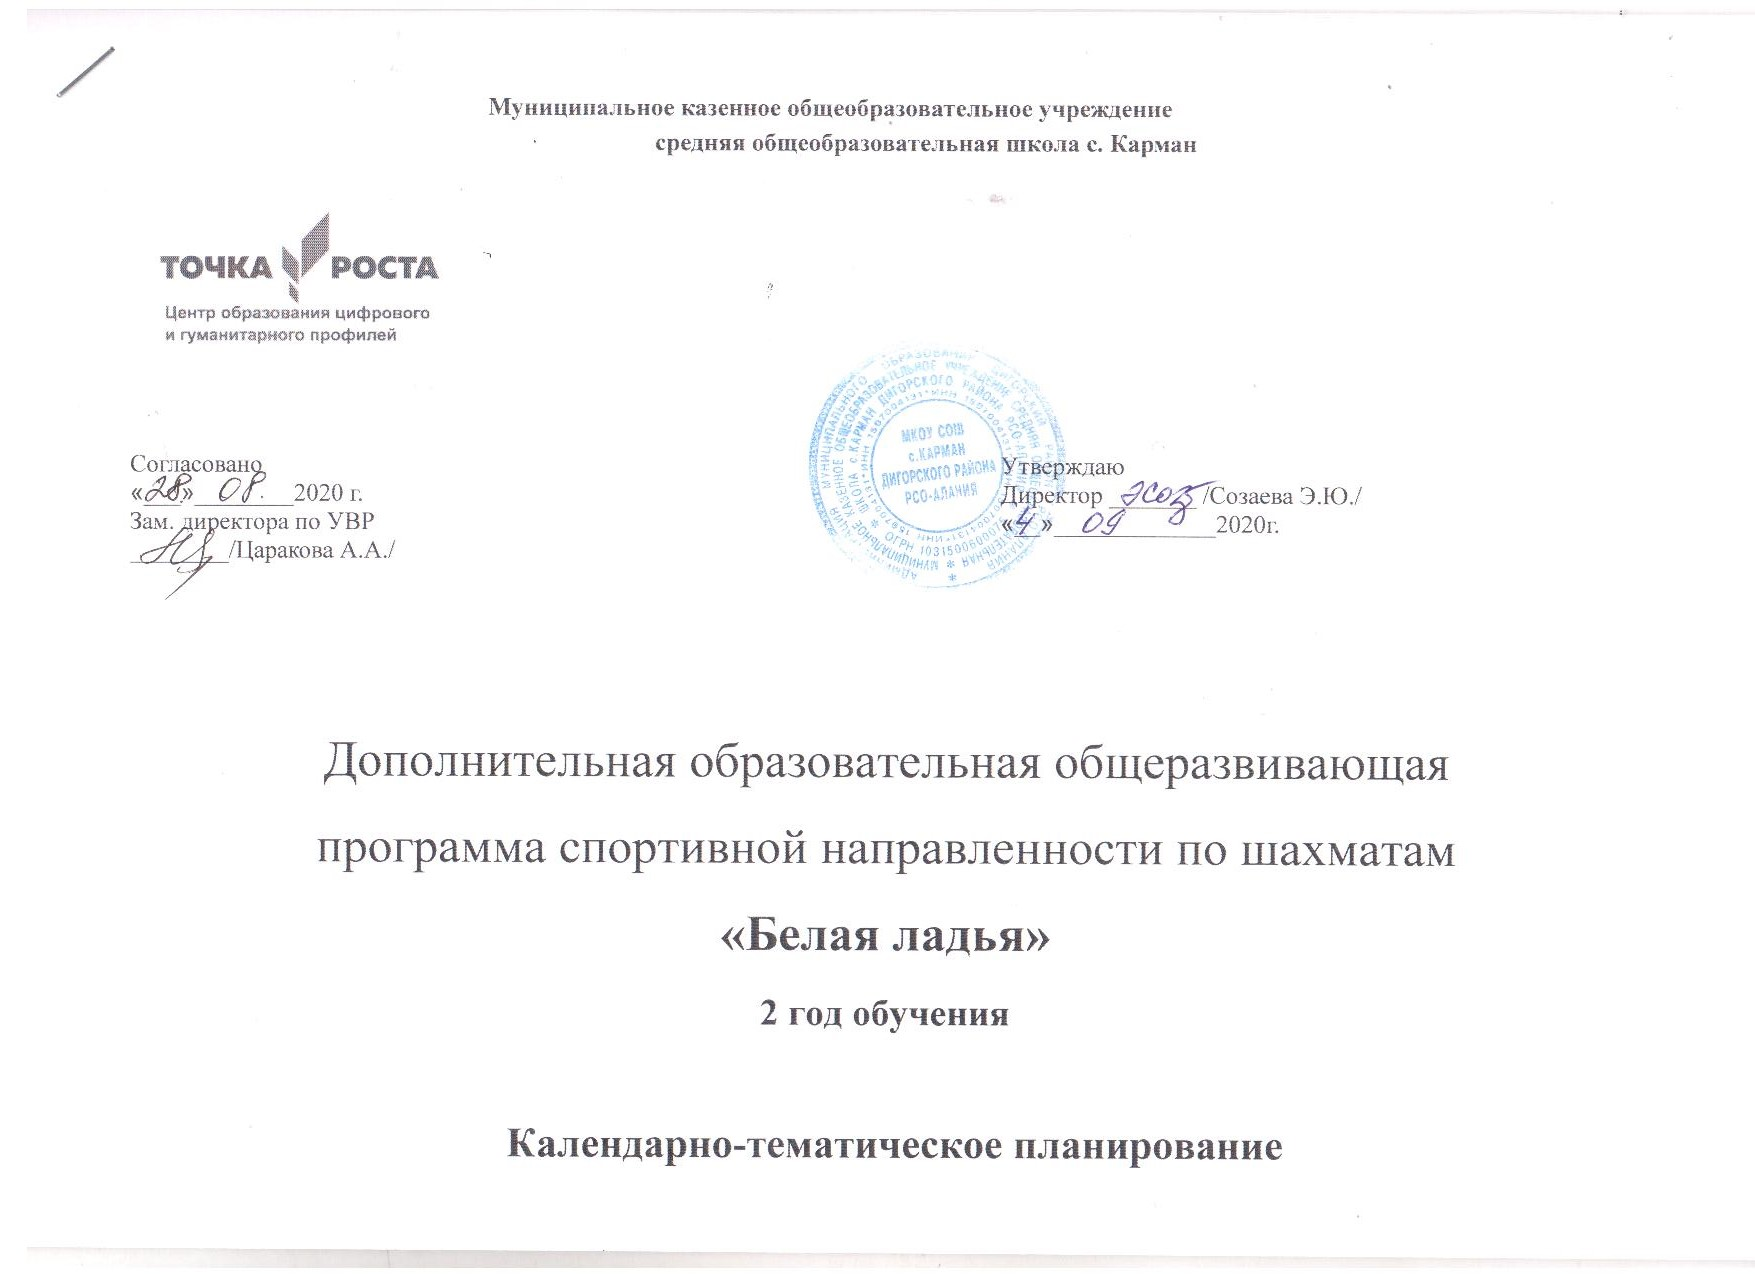 Муниципальное казенное общеобразовательное учреждение
средняя общеобразовательная школа с. Карман
ТОЧКА РОСТА
Центр образования цифрового
и гуманитарного профилей
Согласовано
«28» 08. 2020 г.
Зам. директора по УВР
/Царакова А.А./
МКОУ СОШ
с.КАРМАН
ДИГОРСКОГО РАЙОНА
РСО-АЛАНИЯ
Утверждаю
Директор /Созаева Э.Ю./
«4» 09 2020г.
Дополнительная образовательная общеразвивающая
программа спортивной направленности по шахматам
«Белая ладья»
2 год обучения
Календарно-тематическое планирование